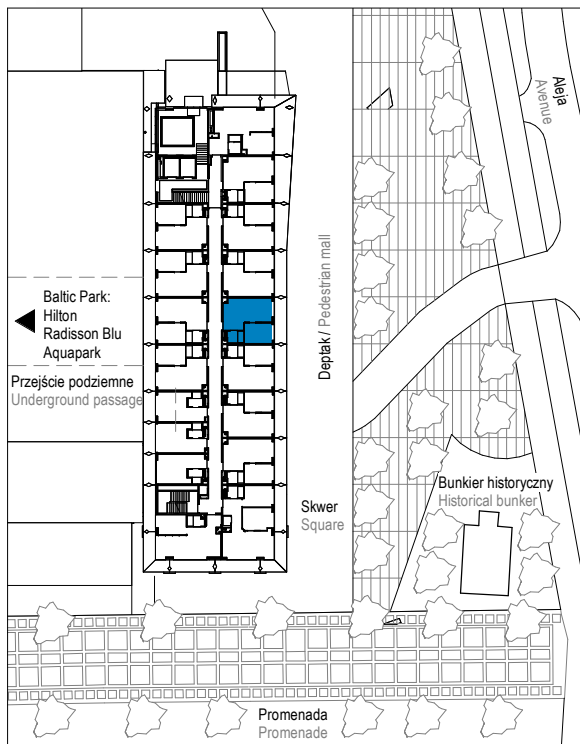 Aleja
Avenue
Baltic Park:
Hilton
Radisson Blu
Aquapark
Przejście podziemne
Underground passage
Deptak / Pedestrian mall
Skwer
Square
Bunkier historyczny
Historical bunker
Promenada
Promenade